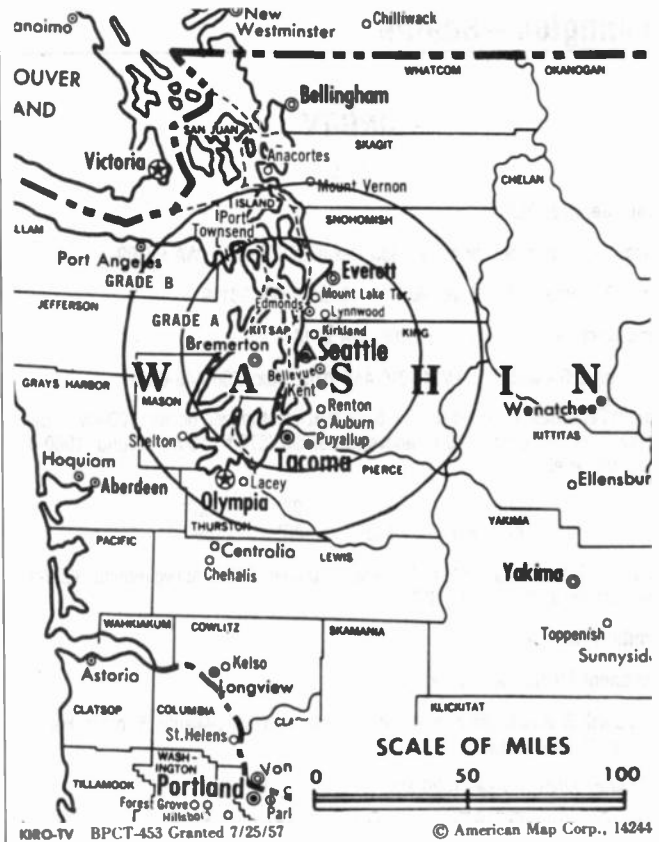 anaimo
New
Westminster
Chilliwack
WHATCOM
OKANOGAN
OUVER
AND
Bellingham
SAN JUAN
SKAGIT
Victoria
Anacortes
CHELAN
Mount Vernon
ISLAND
Port
Townsend
SNOHOMISH
LLAM
Port Angeles
GRADE B
Everett
Mount Lake Ter.
JEFFERSON
Edmonds
Lynnwood
GRADE A
KITSAP
Kirkland
KING
Bremerton
Seattle
W A S H I N
Bellevue
GRAYS HARBOR
MASON
Kent
Renton
Wenatchee
Auburn
KITTITAS
Shelton
Puyallup
Tacoma
PIERCE
Hoquiam
Aberdeen
Lacey
Olympia
Ellensbur
THURSTON
YAKIMA
PACIFIC
Centralia
LEWIS
Chehalis
Yakima
WAHKIAKUM
COWLITZ
SKAMANIA
Toppenish
Sunnysid
Astoria
Kelso
Longview
CLATSOP
COLUMBIA
KLICKITAT
CLA
St. Helens
SCALE OF MILES
WASH-
INGTON
TILLAMOOK
Portland
Van
0 50 100
Forest Grove
Hillsbo
Parl
KIRO-TV BPCT-453 Granted 7/25/57
© American Map Corp., 14244